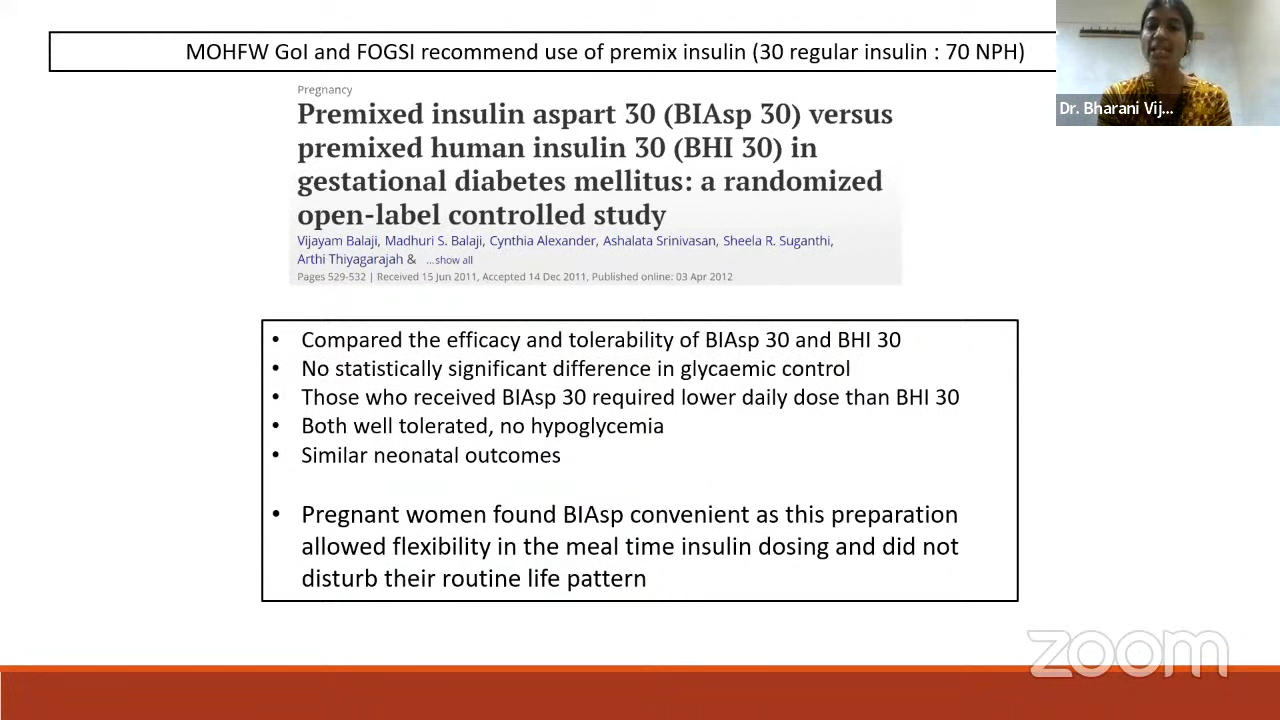 MOHFW GoI and FOGSI recommend use of premix insulin (30 regular insulin : 70 NPH)
Dr. Bharani Vij...
Pregnancy
Premixed insulin aspart 30 (BIAsp 30) versus
premixed human insulin 30 (BHI 30) in
gestational diabetes mellitus: a randomized
open-label controlled study
Vijayam Balaji, Madhuri S. Balaji, Cynthia Alexander, Ashalata Srinivasan, Sheela R. Suganthi,
Arthi Thiyagarajah & ...show all
Pages 529-532 | Received 15 Jun 2011, Accepted 14 Dec 2011, Published online: 03 Apr 2012
• Compared the efficacy and tolerability of BIAsp 30 and BHI 30
• No statistically significant difference in glycaemic control
• Those who received BIAsp 30 required lower daily dose than BHI 30
• Both well tolerated, no hypoglycemia
• Similar neonatal outcomes
• Pregnant women found BIAsp convenient as this preparation
allowed flexibility in the meal time insulin dosing and did not
disturb their routine life pattern
zoom